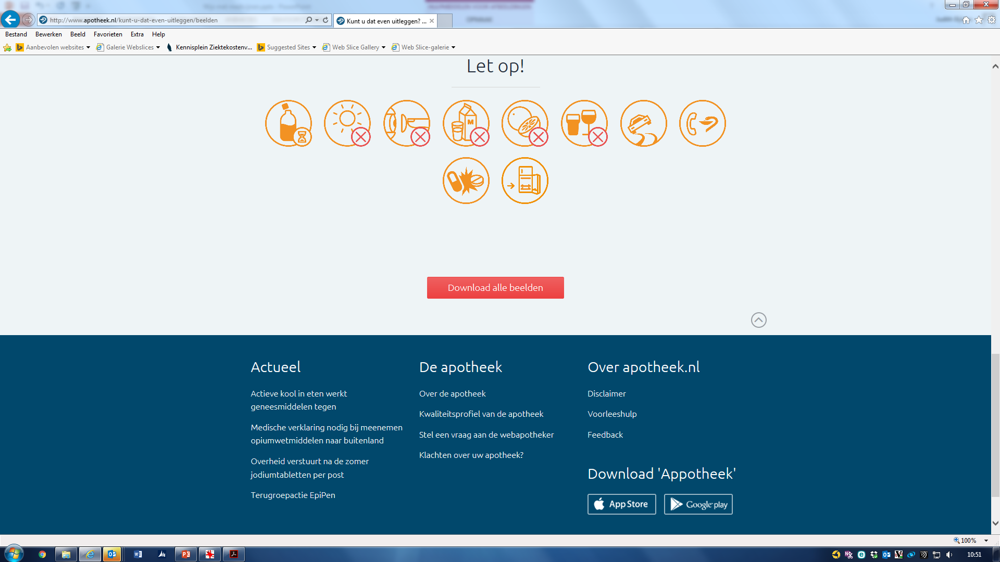 http://www.apotheek.nl/kunt-u-dat-even-uitleggen/beelden
Kunt u dat even uitleggen? ...
Bestand Bewerken Beeld Favorieten Extra Help
Aanbevolen websites Galerie Webslices Kennisplein Ziektekostenv... Suggested Sites Web Slice Gallery Web Slice-galerie
Let op!
M
Download alle beelden
Actueel
Actieve kool in eten werkt
geneesmiddelen tegen
Medische verklaring nodig bij meenemen
opiumwetmiddelen naar buitenland
Overheid verstuurt na de zomer
jodiumtabletten per post
Terugroepactie EpiPen
De apotheek
Over de apotheek
Kwaliteitsprofiel van de apotheek
Stel een vraag aan de webapotheker
Klachten over uw apotheek?
Over apotheek.nl
Disclaimer
Voorleeshulp
Feedback
Download 'Appotheek'
App Store
Google play
100%
10:51